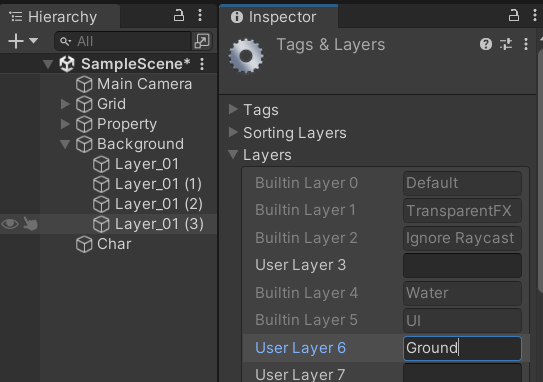 Hierarchy
All
SampleScene*
Main Camera
Grid
Property
Background
Layer_01
Layer_01 (1)
Layer_01 (2)
Layer_01 (3)
Char
Inspector
Tags & Layers
Tags
Sorting Layers
Layers
Builtin Layer 0 Default
Builtin Layer 1 TransparentFX
Builtin Layer 2 Ignore Raycast
User Layer 3
Builtin Layer 4 Water
Builtin Layer 5 UI
User Layer 6 Ground
User Layer 7